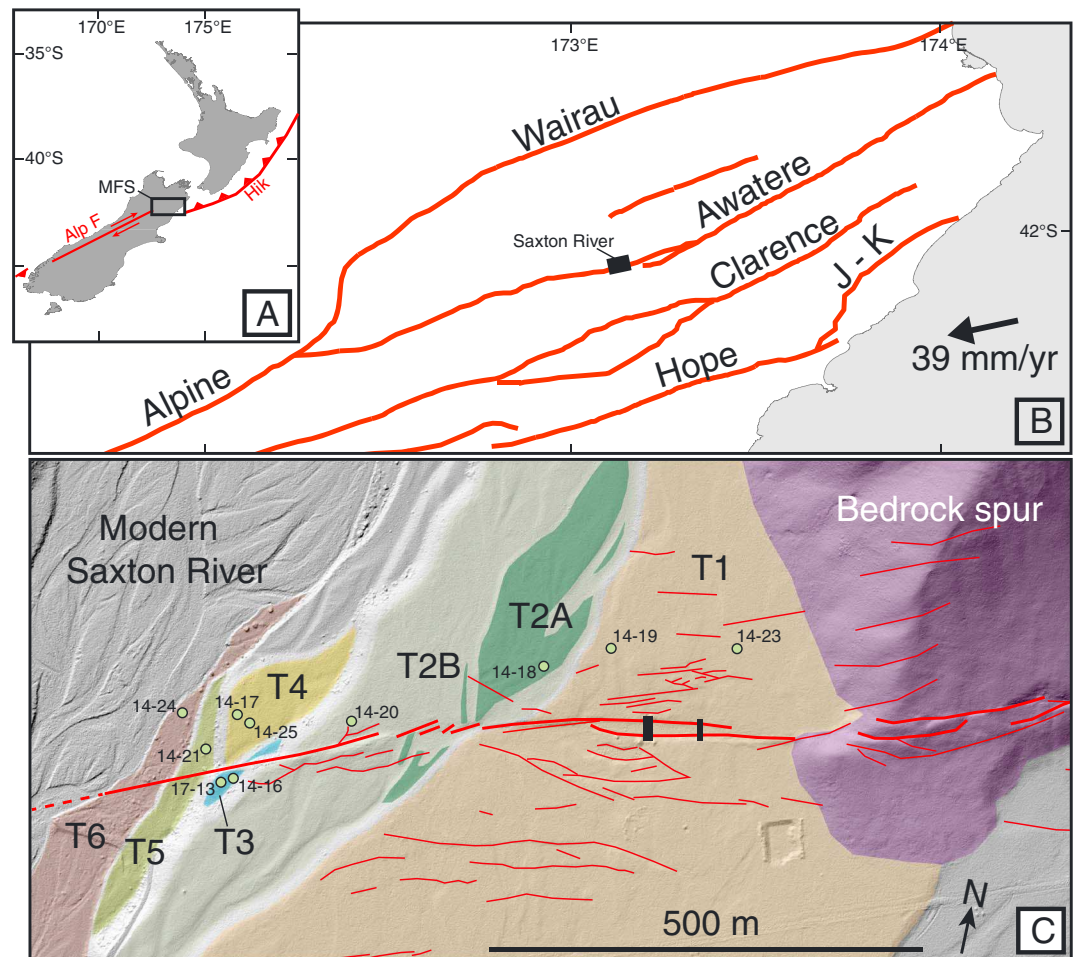 170°E 175°E
35°S
40°S
MFS
Alp F
Hik
A
173°E 174°E
42°S
Wairau
Awatere
Saxton River
Clarence
J - K
Hope
Alpine
39 mm/yr
B
Modern
Saxton River
Bedrock spur
T1
T2A
T2B
14-19
14-23
14-18
T4
14-24
14-17
14-20
14-25
14-21
17-13
14-16
T6
T5
T3
500 m
N
C